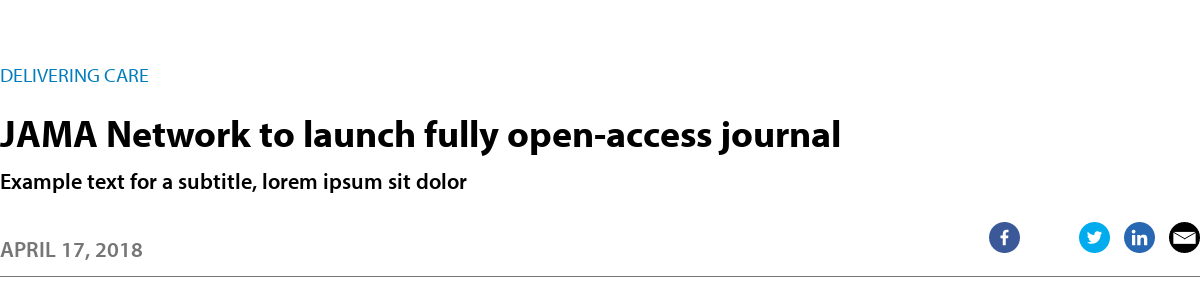 DELIVERING CARE
JAMA Network to launch fully open-access journal
Example text for a subtitle, lorem ipsum sit dolor
APRIL 17, 2018